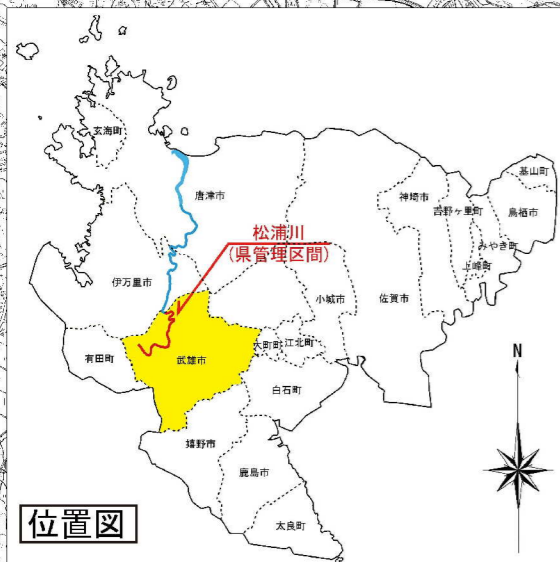 玄海町
唐津市
基山町
神埼市
吉野ヶ里町
鳥栖市
みやき町
上峰町
松浦川
(県管理区間)
伊万里市
小城市
佐賀市
大町町
江北町
有田町
武雄市
白石町
N
嬉野市
鹿島市
太良町
位置図